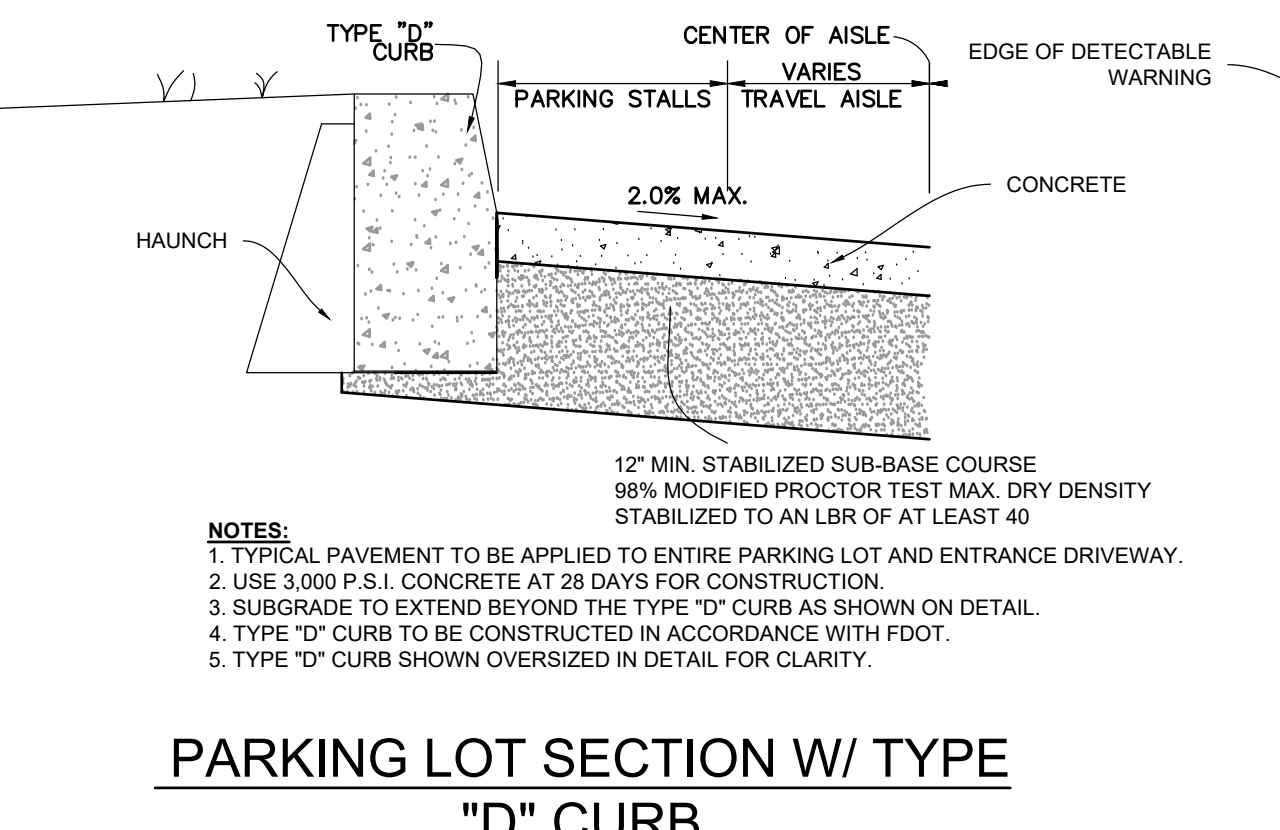 TYPE "D"
CURB
CENTER OF AISLE
EDGE OF DETECTABLE
WARNING
VARIES
PARKING STALLS
TRAVEL AISLE
2.0% MAX.
CONCRETE
HAUNCH
12" MIN. STABILIZED SUB-BASE COURSE
98% MODIFIED PROCTOR TEST MAX. DRY DENSITY
STABILIZED TO AN LBR OF AT LEAST 40
NOTES:
1. TYPICAL PAVEMENT TO BE APPLIED TO ENTIRE PARKING LOT AND ENTRANCE DRIVEWAY.
2. USE 3,000 P.S.I. CONCRETE AT 28 DAYS FOR CONSTRUCTION.
3. SUBGRADE TO EXTEND BEYOND THE TYPE "D" CURB AS SHOWN ON DETAIL.
4. TYPE "D" CURB TO BE CONSTRUCTED IN ACCORDANCE WITH FDOT.
5. TYPE "D" CURB SHOWN OVERSIZED IN DETAIL FOR CLARITY.
PARKING LOT SECTION W/ TYPE
"D" CURB